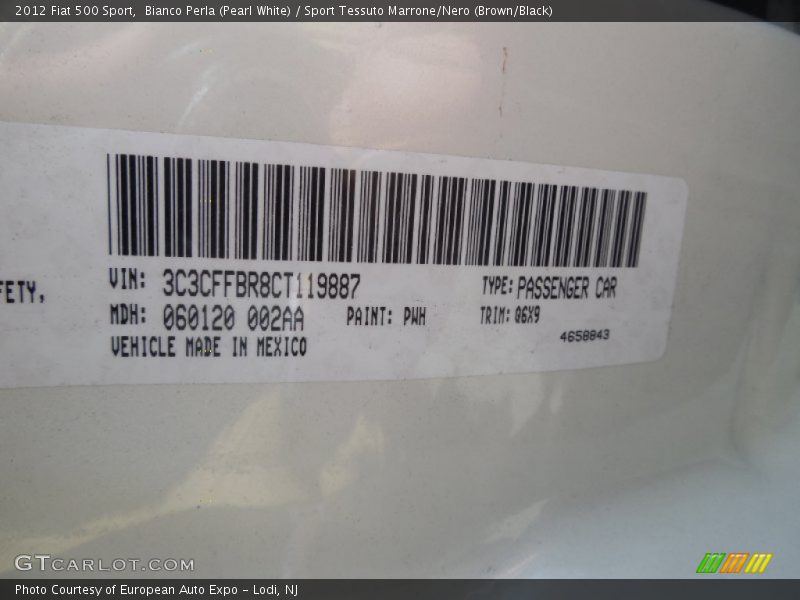 2012 Fiat 500 Sport,  Bianco Perla (Pearl White) / Sport Tessuto Marrone/Nero (Brown/Black)
FETY,
VIN: 3C3CFFBR8CT119887 TYPE: PASSENGER CAR
MDH: 060120 002AA PAINT: PWH TRIM: Q6X9
VEHICLE MADE IN MEXICO 4658843
GTCARLOT.COM
Photo Courtesy of European Auto Expo - Lodi, NJ